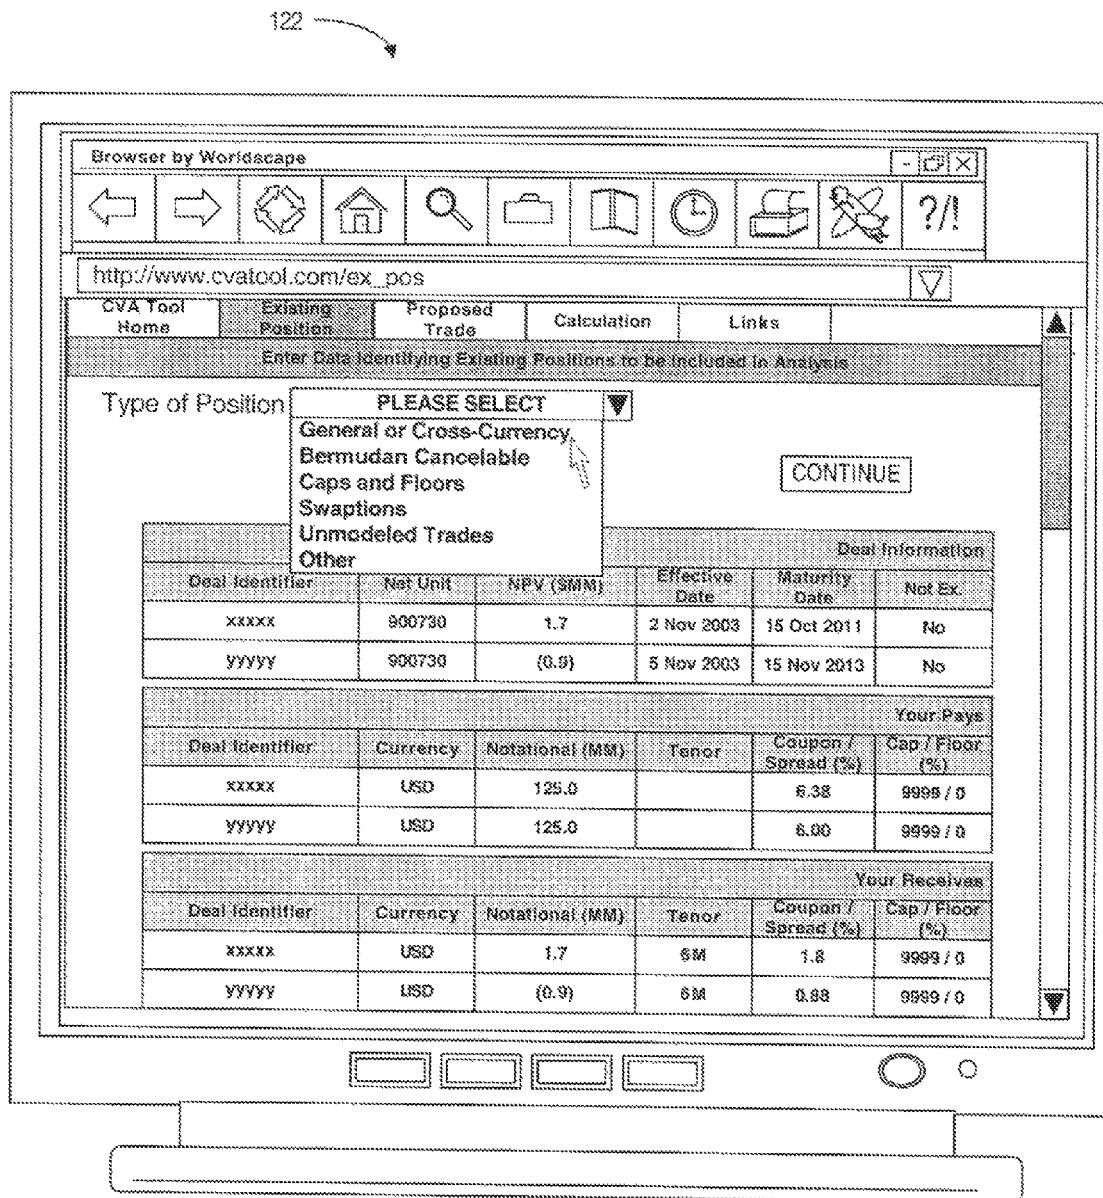 122
Browser by Worldscape
?/!
http://www.cvatool.com/ex_pos
CVA Tool Home Existing Position Proposed Trade Calculation Links
Enter Data Identifying Existing Positions to be Included in Analysis
Type of Position PLEASE SELECT
General or Cross-Currency
Bermudan Cancelable
Caps and Floors
Swaptions
Unmodeled Trades
Other
CONTINUE
Deal Information
Deal Identifier Net Unit NPV ($MM) Effective Date Maturity Date Not Ex.
xxxxx 900730 1.7 2 Nov 2003 15 Oct 2011 No
yyyyy 900730 (0.9) 5 Nov 2003 15 Nov 2013 No
Your Pays
Deal Identifier Currency Notational (MM) Tenor Coupon / Spread (%) Cap / Floor (%)
xxxxx USD 125.0 6.38 9999 / 0
yyyyy USD 125.0 6.00 9999 / 0
Your Receives
Deal Identifier Currency Notational (MM) Tenor Coupon / Spread (%) Cap / Floor (%)
xxxxx USD 1.7 6M 1.8 9999 / 0
yyyyy USD (0.9) 6M 0.88 9999 / 0